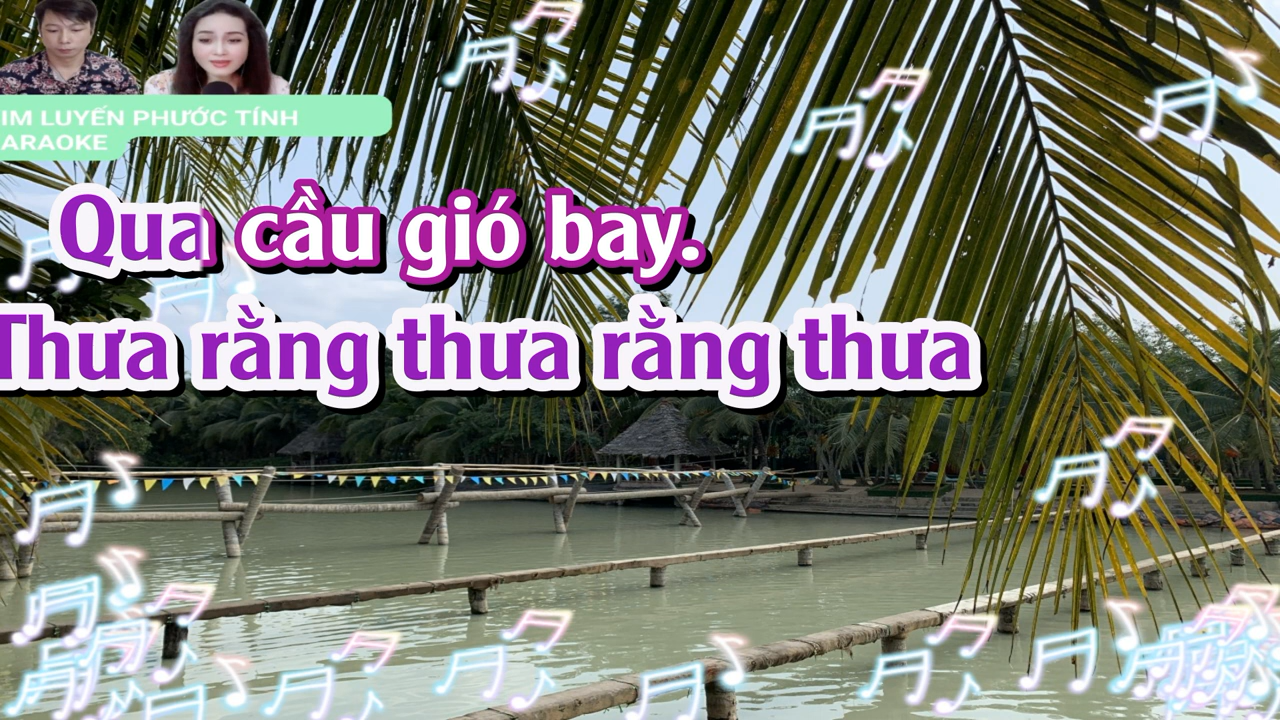 IM LUYẾN PHƯỚC TÍNH
ARAOKE
Qua cầu gió bay.
Thưa rằng thưa rằng thưa